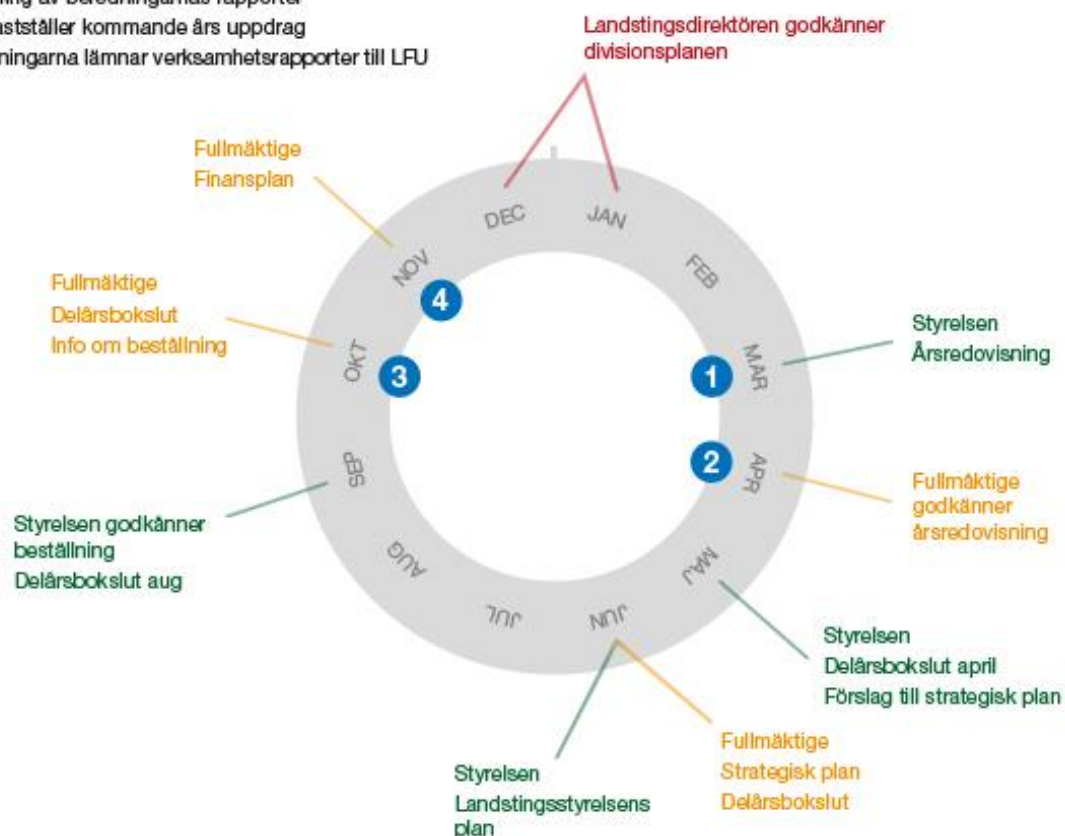 astställer kommande års uppdrag
ningarna lämnar verksamhetsrapporter till LFU
Landstingsdirektören godkänner
divisionsplanen
Fullmäktige
Finansplan
DEC
JAN
NOV
FEB
4
Fullmäktige
Delårsbokslut
Info om beställning
OKT
3
1
MAR
Styrelsen
Årsredovisning
2
SEP
APR
Fullmäktige
godkänner
årsredovisning
Styrelsen godkänner
beställning
Delårsbokslut aug
AUG
MAJ
JUL
JUN
Styrelsen
Delårsbokslut april
Förslag till strategisk plan
Fullmäktige
Strategisk plan
Delårsbokslut
Styrelsen
Landstingsstyrelsens
plan